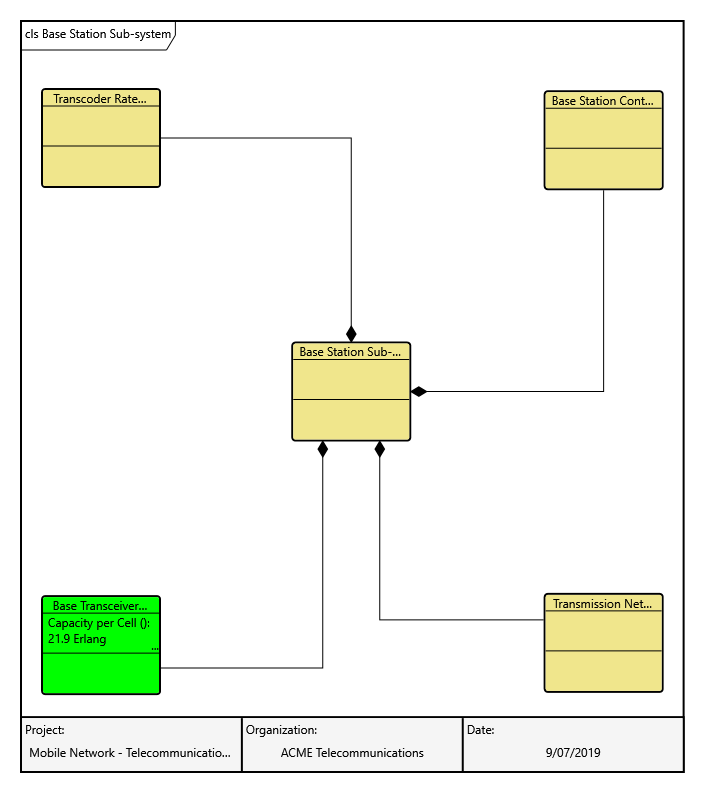 cls Base Station Sub-system
Transcoder Rate...
Base Station Cont...
Base Station Sub-...
Base Transceiver...
Capacity per Cell ():
21.9 Erlang
...
Transmission Net...
Project:
Mobile Network - Telecommunicatio...
Organization:
ACME Telecommunications
Date:
9/07/2019